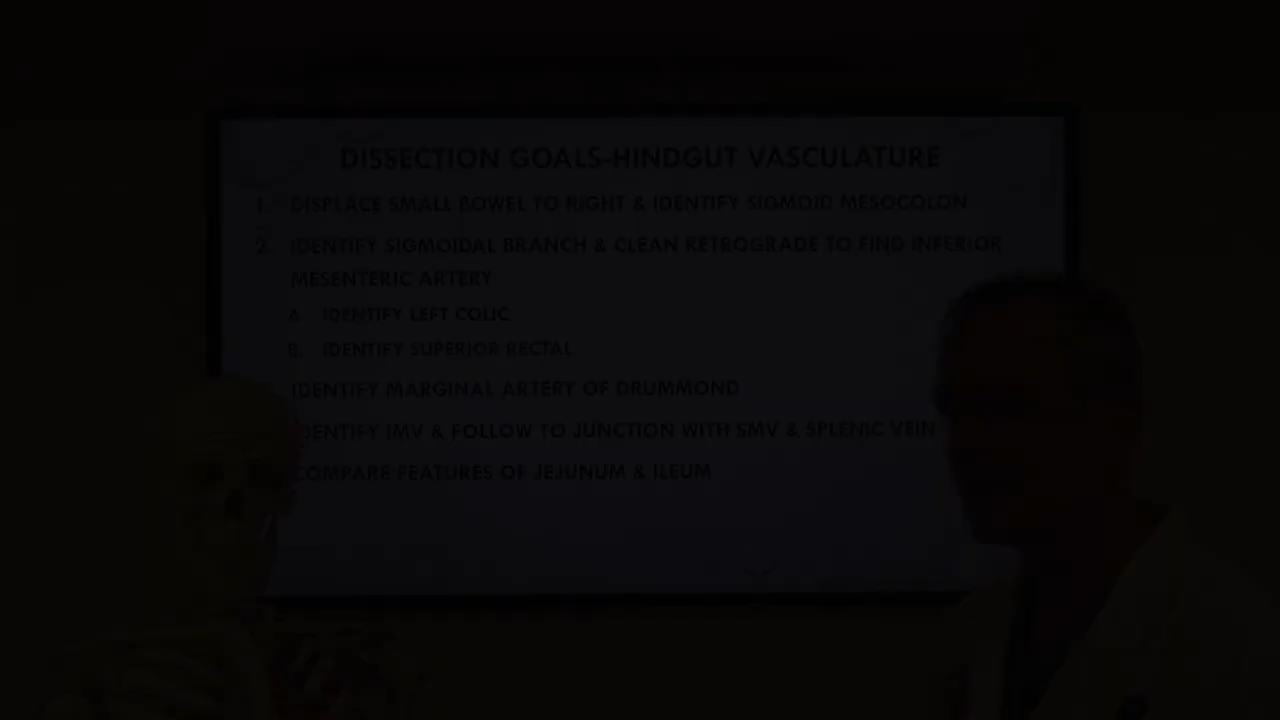 DISSECTION GOALS-HINDGUT VASCULATURE
1. DISPLACE SMALL BOWEL TO RIGHT & IDENTIFY SIGMOID MESOCOLON
2. IDENTIFY SIGMOIDAL BRANCH & CLEAN RETROGRADE TO FIND INFERIOR
MESENTERIC ARTERY
A. IDENTIFY LEFT COLIC
B. IDENTIFY SUPERIOR RECTAL
IDENTIFY MARGINAL ARTERY OF DRUMMOND
IDENTIFY IMV & FOLLOW TO JUNCTION WITH SMV & SPLENIC VEIN
COMPARE FEATURES OF JEJUNUM & ILEUM